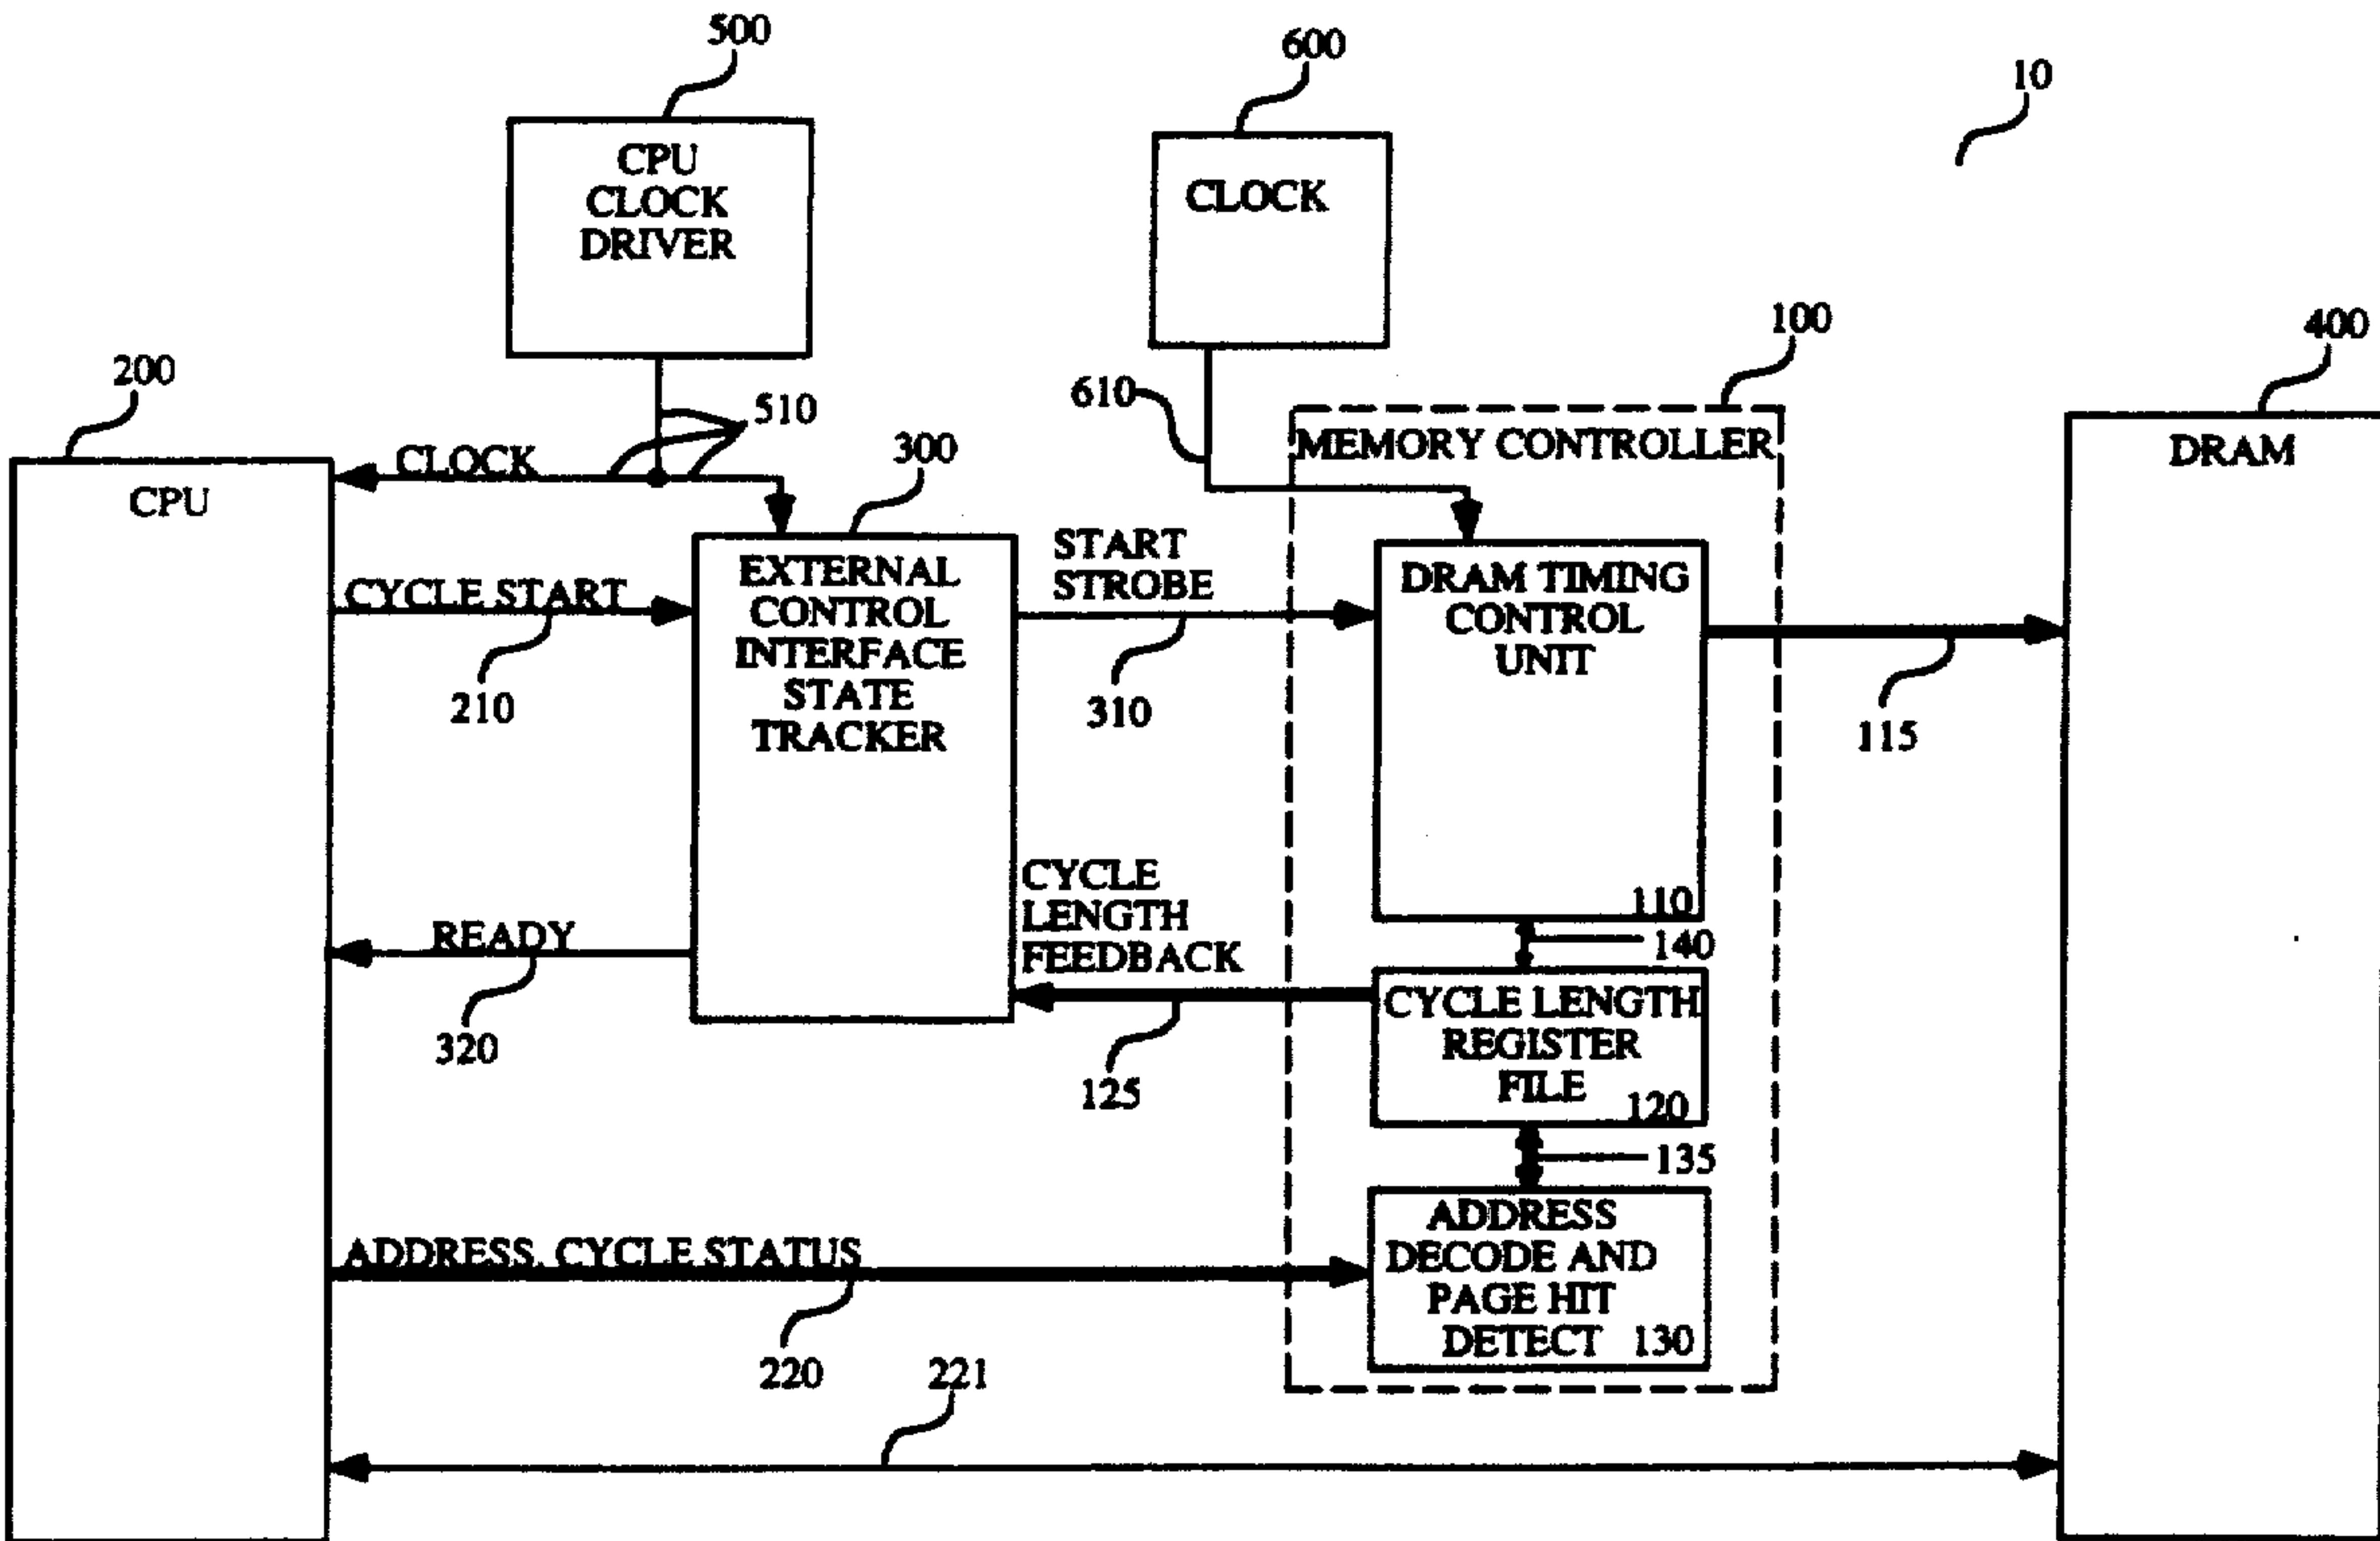 500
600
10
CPU
CLOCK
DRIVER
CLOCK
100
400
200
510
610
MEMORY CONTROLLER
DRAM
CLOCK
300
CPU
START
STROBE
EXTERNAL
CONTROL
INTERFACE
STATE
TRACKER
DRAM TIMING
CONTROL
UNIT
CYCLE START
210
310
115
CYCLE
LENGTH
FEEDBACK
110
READY
140
320
CYCLE LENGTH
REGISTER
FILE
125
120
135
ADDRESS, CYCLE STATUS
ADDRESS
DECODE AND
PAGE HIT
DETECT 130
220
221